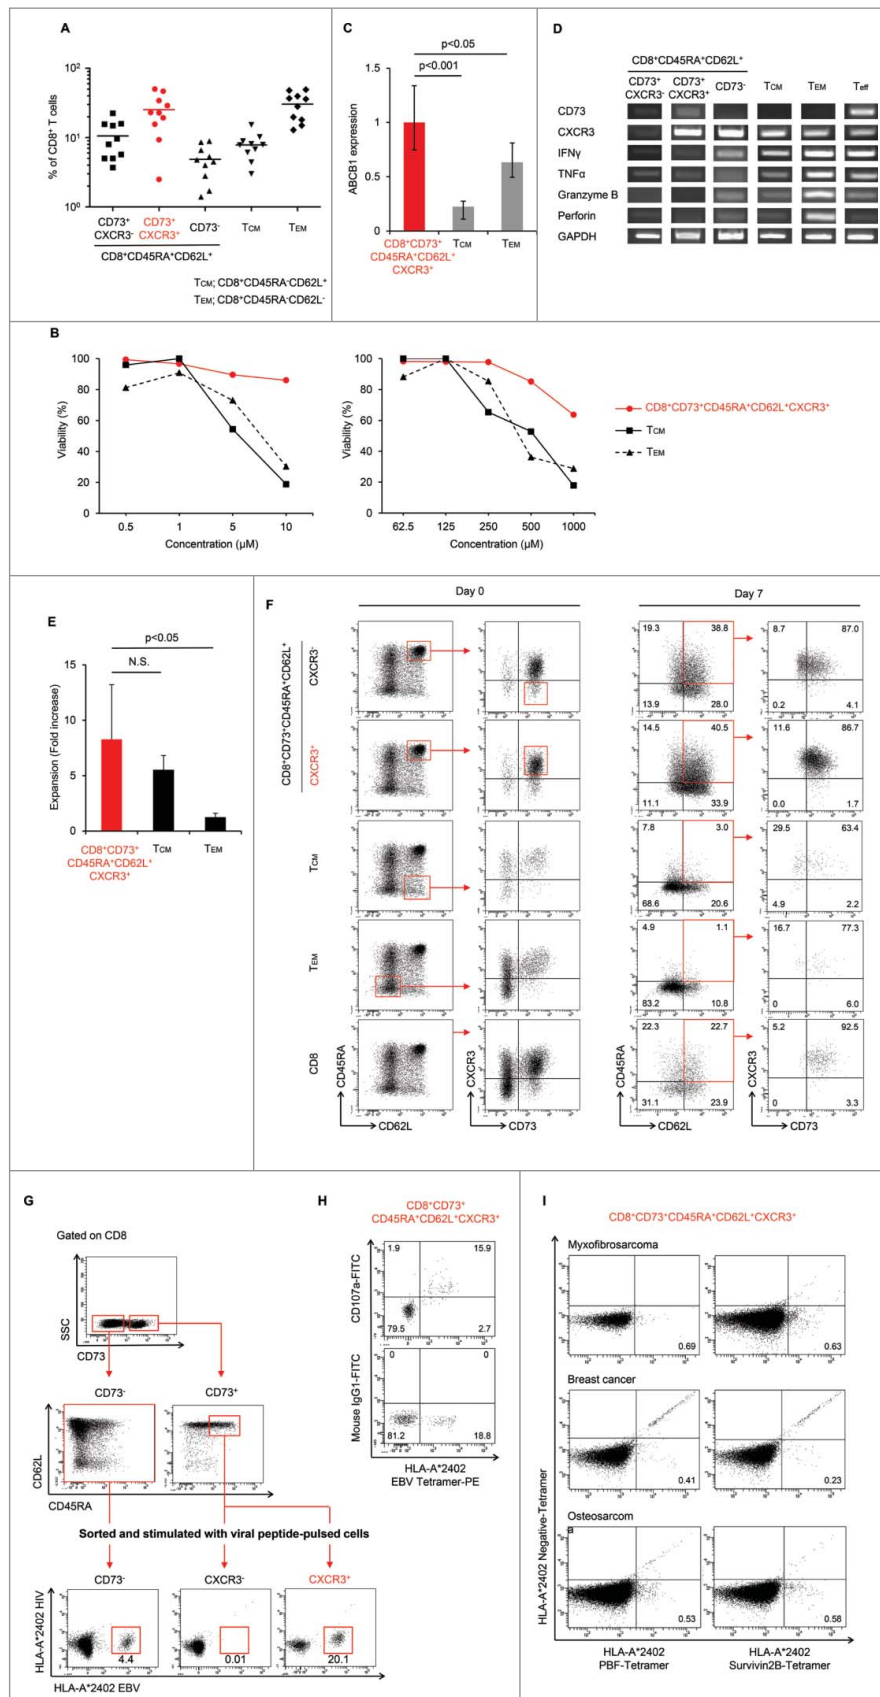 A
% of CD8⁺ T cells
10²
10¹
10⁰
CD73⁺
CXCR3⁻
CD73⁺
CXCR3⁺
CD73⁻
TCM
TEM
CD8⁺CD45RA⁺CD62L⁺
TCM; CD8⁺CD45RA⁻CD62L⁺
TEM; CD8⁺CD45RA⁻CD62L⁻
C
p<0.05
p<0.001
ABCB1 expression
1.5
1
0.5
0
CD8⁺CD73⁺
CD45RA⁺CD62L⁺
CXCR3⁺
TCM
TEM
D
CD8⁺CD45RA⁺CD62L⁺
CD73⁺
CXCR3⁻
CD73⁺
CXCR3⁺
CD73⁻
TCM
TEM
Teff
CD73
CXCR3
IFNγ
TNFα
Granzyme B
Perforin
GAPDH
B
Viability (%)
100
80
60
40
20
0
0.5 1 5 10
Concentration (μM)
Viability (%)
100
80
60
40
20
0
62.5 125 250 500 1000
Concentration (μM)
CD8⁺CD73⁺CD45RA⁺CD62L⁺CXCR3⁺
TCM
TEM
E
p<0.05
N.S.
Expansion (Fold increase)
15
10
5
0
CD8⁺CD73⁺
CD45RA⁺CD62L⁺
CXCR3⁺
TCM
TEM
F
Day 0
Day 7
CD8⁺CD73⁺CD45RA⁺CD62L⁺
CXCR3⁻
19.3 38.8
13.9 28.0
8.7 87.0
0.2 4.1
CXCR3⁺
14.5 40.5
11.1 33.9
11.6 86.7
0.0 1.7
TCM
7.8 3.0
68.6 20.6
29.5 63.4
4.9 2.2
TEM
4.9 1.1
83.2 10.8
16.7 77.3
0 6.0
CD8
22.3 22.7
31.1 23.9
5.2 92.5
0 3.3
CD45RA
CD62L
CXCR3
CD73
CD45RA
CD62L
CXCR3
CD73
G
Gated on CD8
SSC
CD73
CD73⁻
CD73⁺
CD62L
CD45RA
Sorted and stimulated with viral peptide-pulsed cells
CD73⁻
CXCR3⁻
CXCR3⁺
HLA-A*2402 HIV
4.4
0.01
20.1
HLA-A*2402 EBV
H
CD8⁺CD73⁺
CD45RA⁺CD62L⁺CXCR3⁺
CD107a-FITC
1.9 15.9
79.5 2.7
Mouse IgG1-FITC
0 0
81.2 18.8
HLA-A*2402
EBV Tetramer-PE
I
CD8⁺CD73⁺CD45RA⁺CD62L⁺CXCR3⁺
HLA-A*2402 Negative-Tetramer
Myxofibrosarcoma
0.69
0.63
Breast cancer
0.41
0.23
Osteosarcom
a
0.53
0.58
HLA-A*2402
PBF-Tetramer
HLA-A*2402
Survivin2B-Tetramer